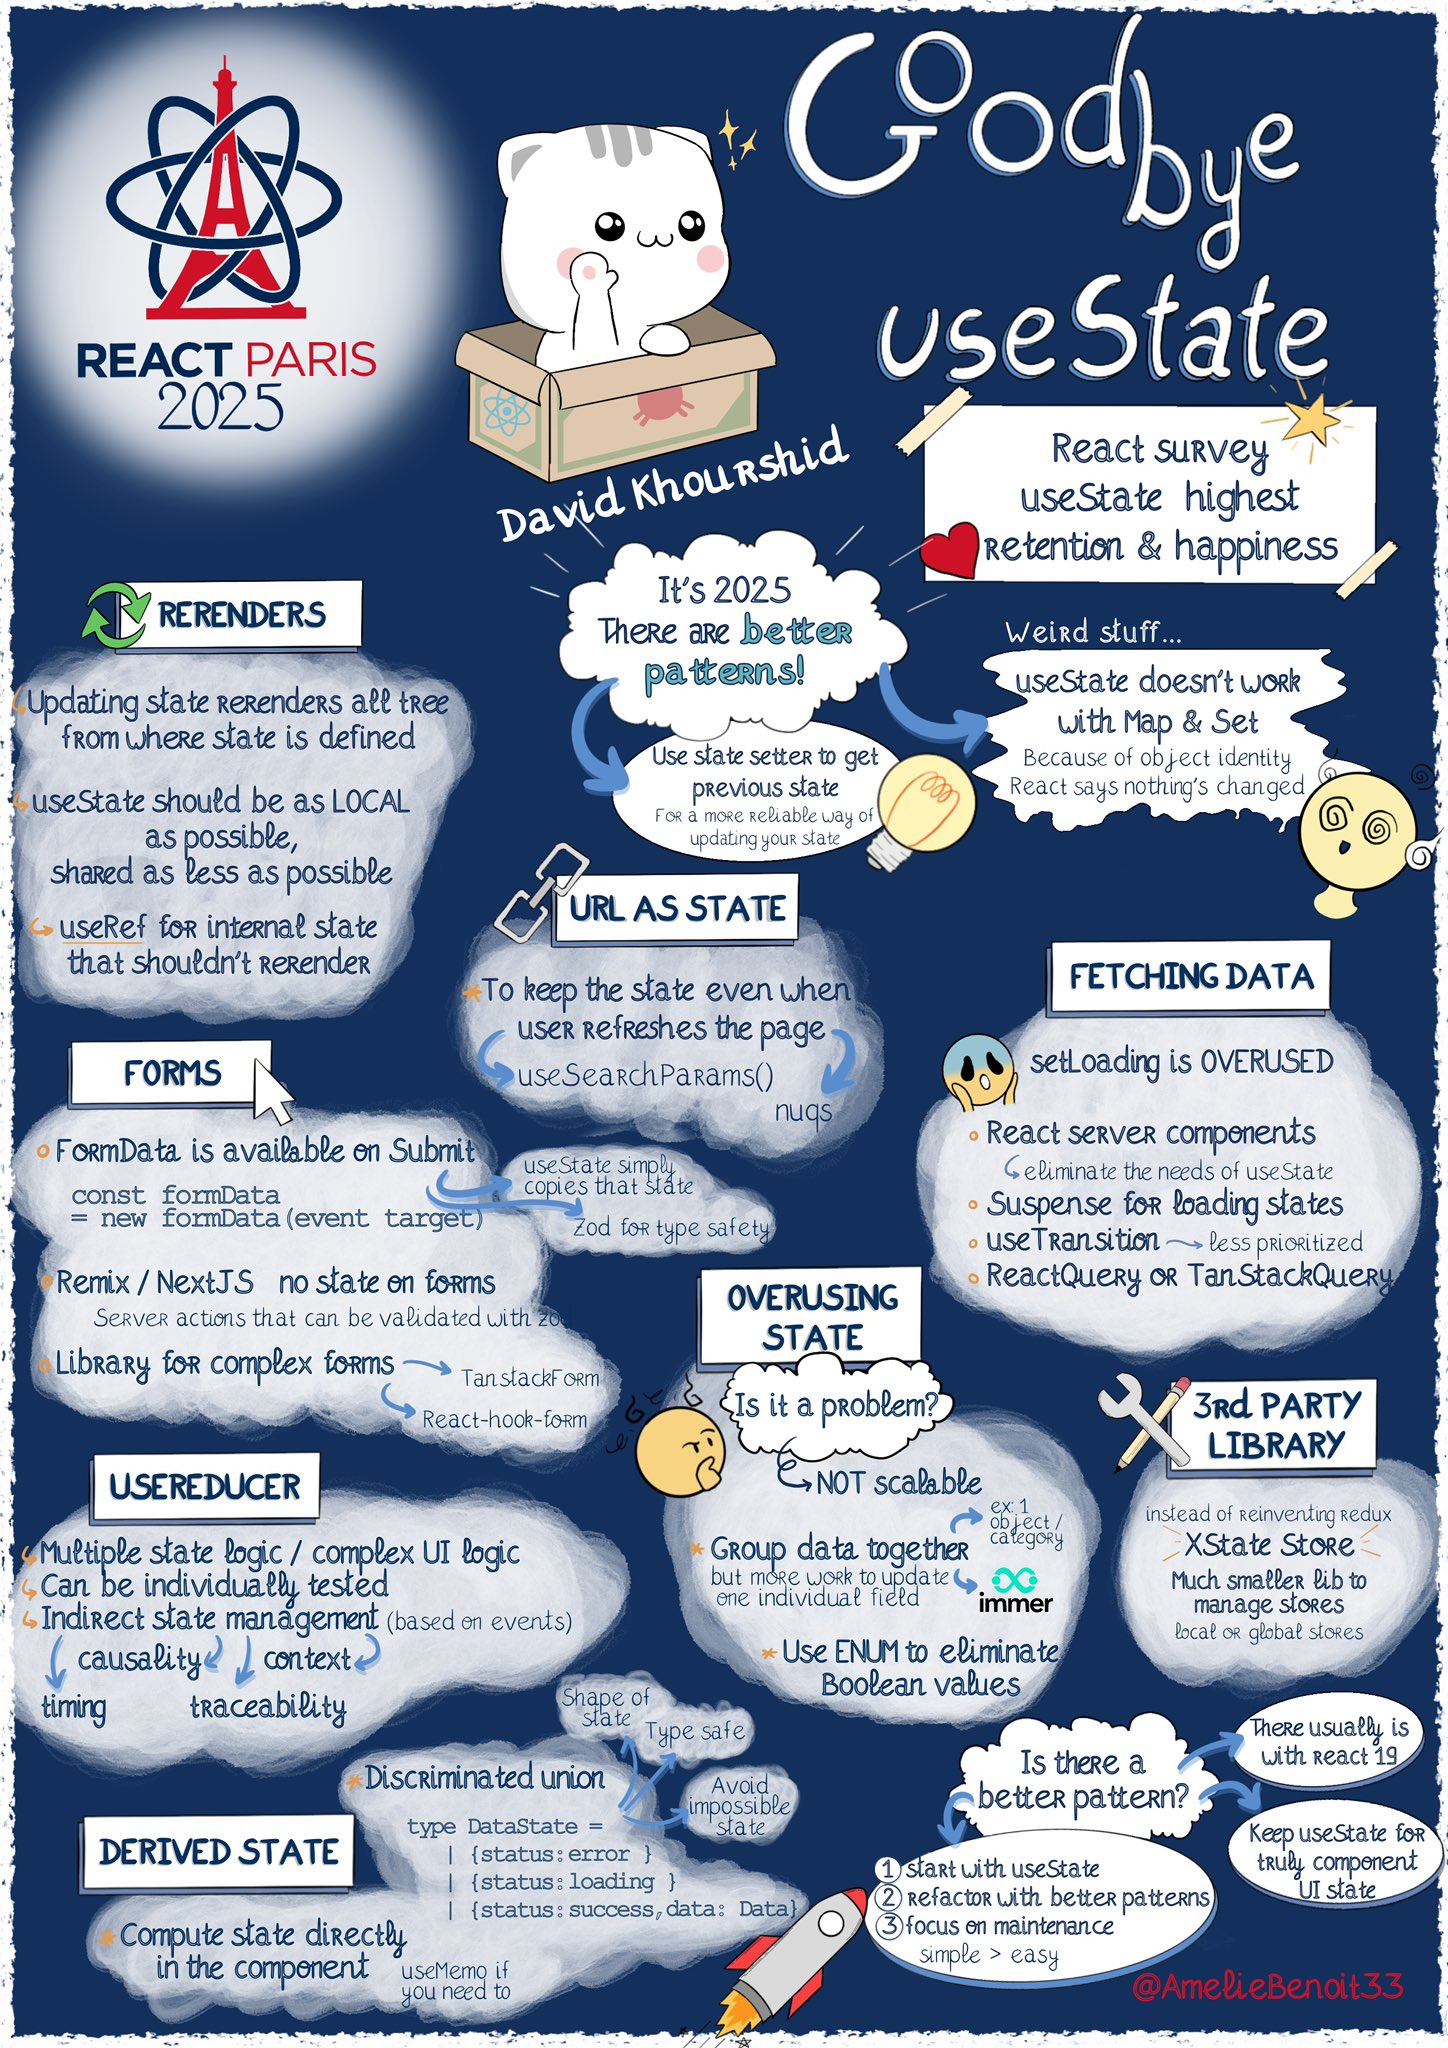 REACT PARIS
2025
Goodbye
useState
David Khourshid
React survey
useState highest
retention & happiness
It's 2025
There are better
patterns!
Use state setter to get
previous state
For a more reliable way of
updating your state
Weird stuff...
useState doesn't work
with Map & Set
Because of object identity
React says nothing's changed
RERENDERS
Updating state rerenders all tree
from where state is defined
useState should be as LOCAL
as possible,
shared as less as possible
useRef for internal state
that shouldn't rerender
URL AS STATE
*To keep the state even when
user refreshes the page
useSearchParams()
nuqs
FETCHING DATA
setLoading is OVERUSED
React server components
eliminate the needs of useState
Suspense for loading states
useTransition → less prioritized
ReactQuery or TanStackQuery
FORMS
FormData is available on Submit
const formData
= new formData(event target)
useState simply
copies that state
Zod for type safety
Remix / NextJS no state on forms
Server actions that can be validated with zo
Library for complex forms
TanstackForm
React-hook-form
OVERUSING
STATE
Is it a problem?
NOT scalable
* Group data together
but more work to update
one individual field
ex: 1
object /
category
immer
* Use ENUM to eliminate
Boolean values
3rd PARTY
LIBRARY
instead of reinventing redux
XState Store
Much smaller lib to
manage stores
local or global stores
USEREDUCER
Multiple state logic / complex UI logic
Can be individually tested
Indirect state management (based on events)
causality context
timing traceability
DERIVED STATE
* Compute state directly
in the component
useMemo if
you need to
* Discriminated union
Shape of
state
Type safe
Avoid
impossible
state
type DataState =
| {status:error }
| {status:loading }
| {status:success,data: Data}
Is there a
better pattern?
There usually is
with react 19
Keep useState for
truly component
UI state
1 start with useState
2 refactor with better patterns
3 focus on maintenance
simple > easy
@AmelieBenoit33